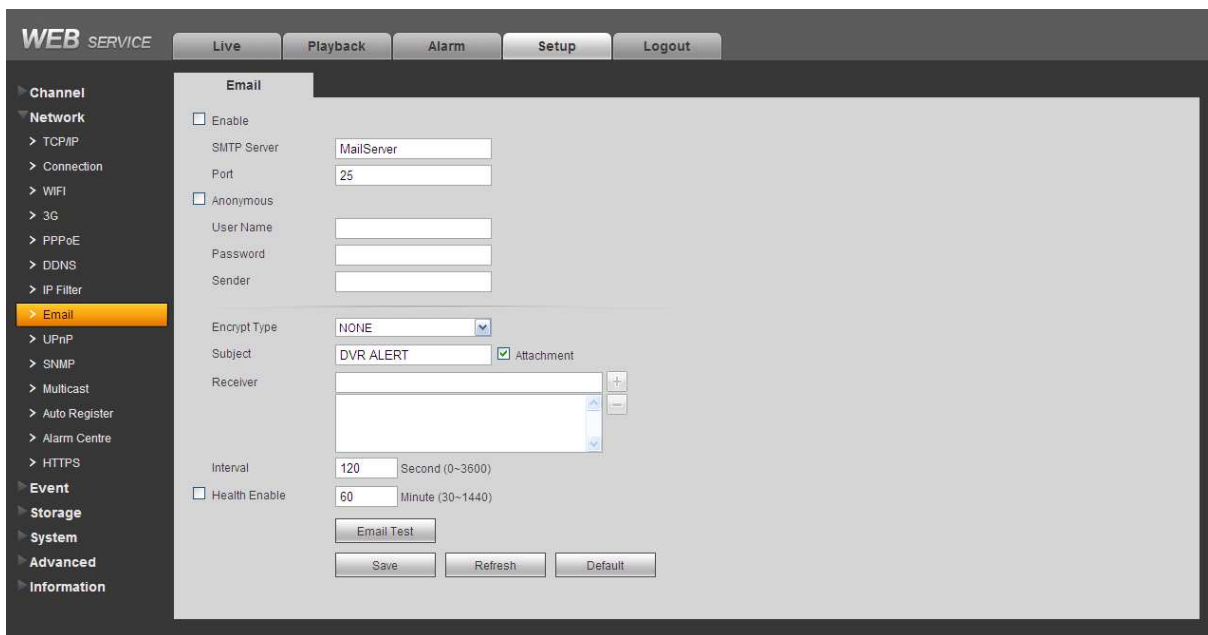 WEB SERVICE
Live Playback Alarm Setup Logout
Channel
Network
> TCP/IP
> Connection
> WIFI
> 3G
> PPPoE
> DDNS
> IP Filter
> Email
> UPnP
> SNMP
> Multicast
> Auto Register
> Alarm Centre
> HTTPS
Event
Storage
System
Advanced
Information
Email
Enable
SMTP Server MailServer
Port 25
Anonymous
User Name
Password
Sender
Encrypt Type NONE
Subject DVR ALERT Attachment
Receiver
Interval 120 Second (0~3600)
Health Enable 60 Minute (30~1440)
Email Test
Save Refresh Default